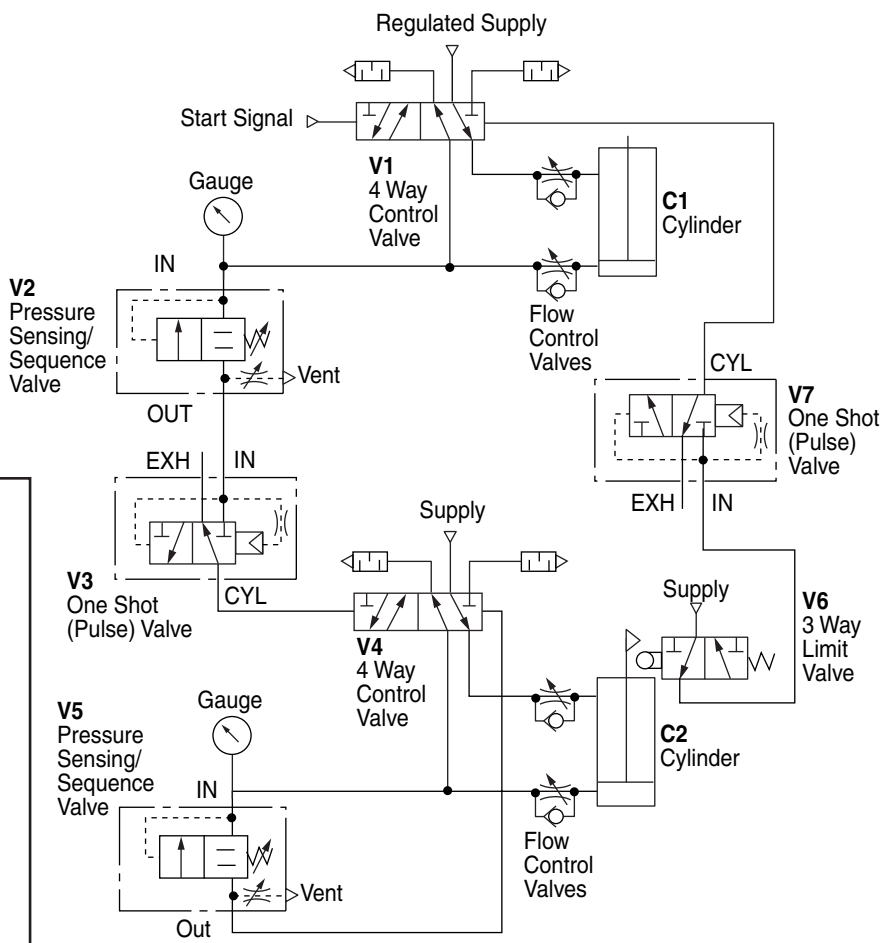 Regulated Supply
Start Signal
V1
4 Way
Control
Valve
Gauge
C1
Cylinder
IN
V2
Pressure
Sensing/
Sequence
Valve
Flow
Control
Valves
Vent
OUT
CYL
V7
One Shot
(Pulse)
Valve
EXH
IN
EXH
IN
Supply
V3
One Shot
(Pulse) Valve
CYL
Supply
V6
3 Way
Limit
Valve
V4
4 Way
Control
Valve
V5
Pressure
Sensing/
Sequence
Valve
Gauge
C2
Cylinder
IN
Flow
Control
Valves
Vent
Out